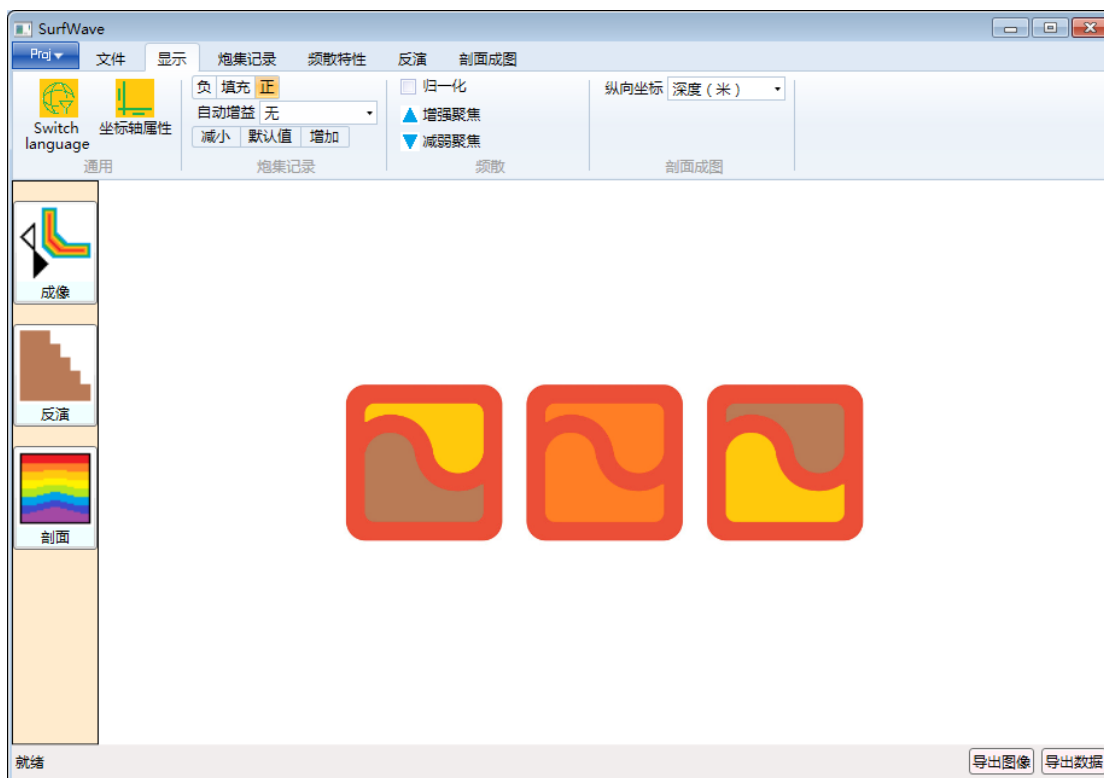 SurfWave
Proj 文件 显示 炮集记录 频散特性 反演 剖面成图
Switch language
坐标轴属性
通用
负 填充 正
自动增益 无
减小 默认值 增加
炮集记录
归一化
增强聚焦
减弱聚焦
频散
纵向坐标 深度(米)
剖面成图
成像
反演
剖面
就绪
导出图像 导出数据